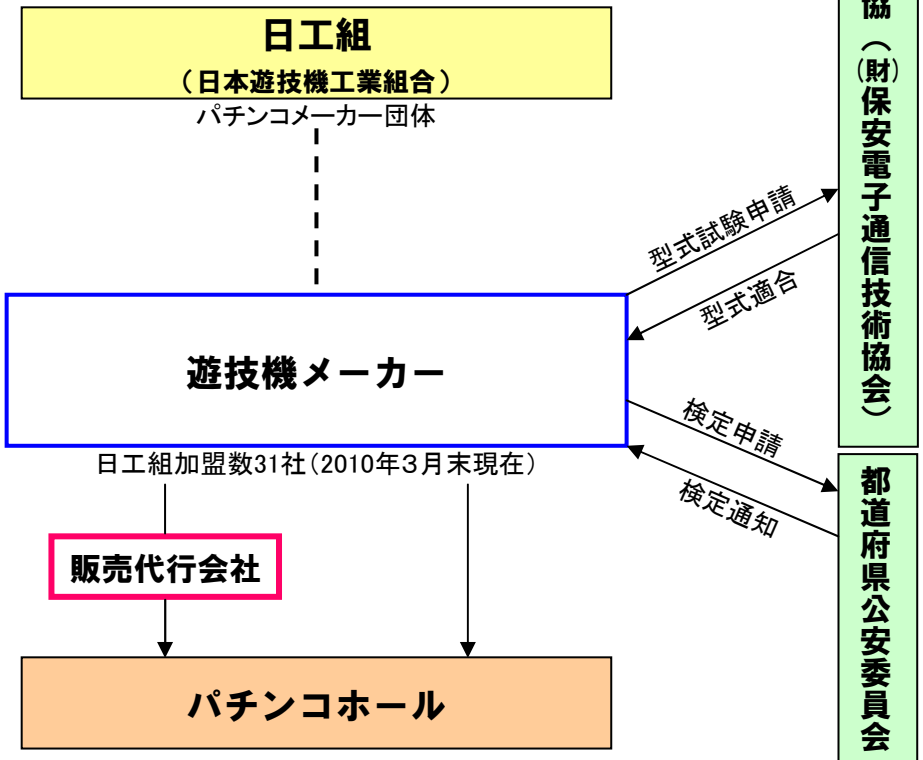 日工組
(日本遊技機工業組合)
パチンコメーカー団体
協(
(財)保安電子通信技術協会)
型式試験申請
型式適合
遊技機メーカー
検定申請
検定通知
日工組加盟数31社(2010年3月末現在)
都道府県公安委員会
販売代行会社
パチンコホール